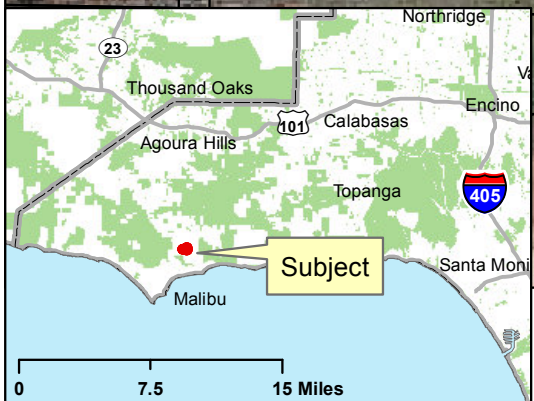 Northridge
23
Thousand Oaks
Va
Encino
101
Calabasas
Agoura Hills
Topanga
405
Subject
Santa Moni
Malibu
0 7.5 15 Miles